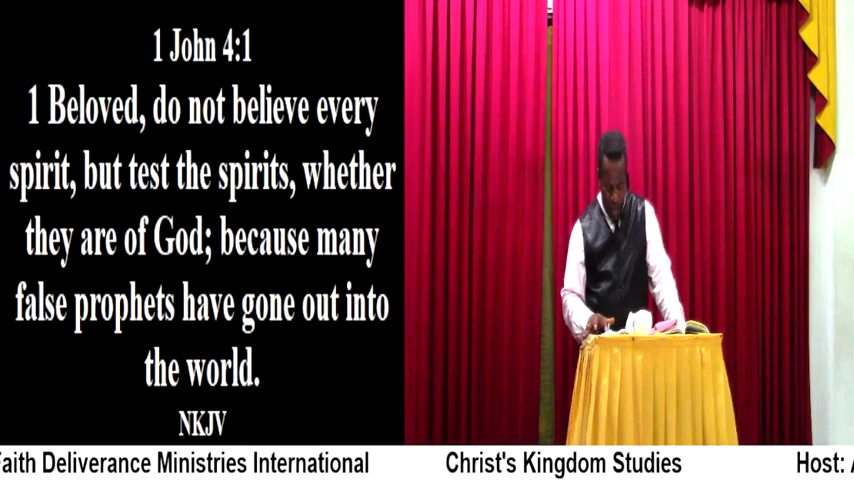 1 John 4:1
1 Beloved, do not believe every
spirit, but test the spirits, whether
they are of God; because many
false prophets have gone out into
the world.
NKJV
Faith Deliverance Ministries International Christ's Kingdom Studies Host: